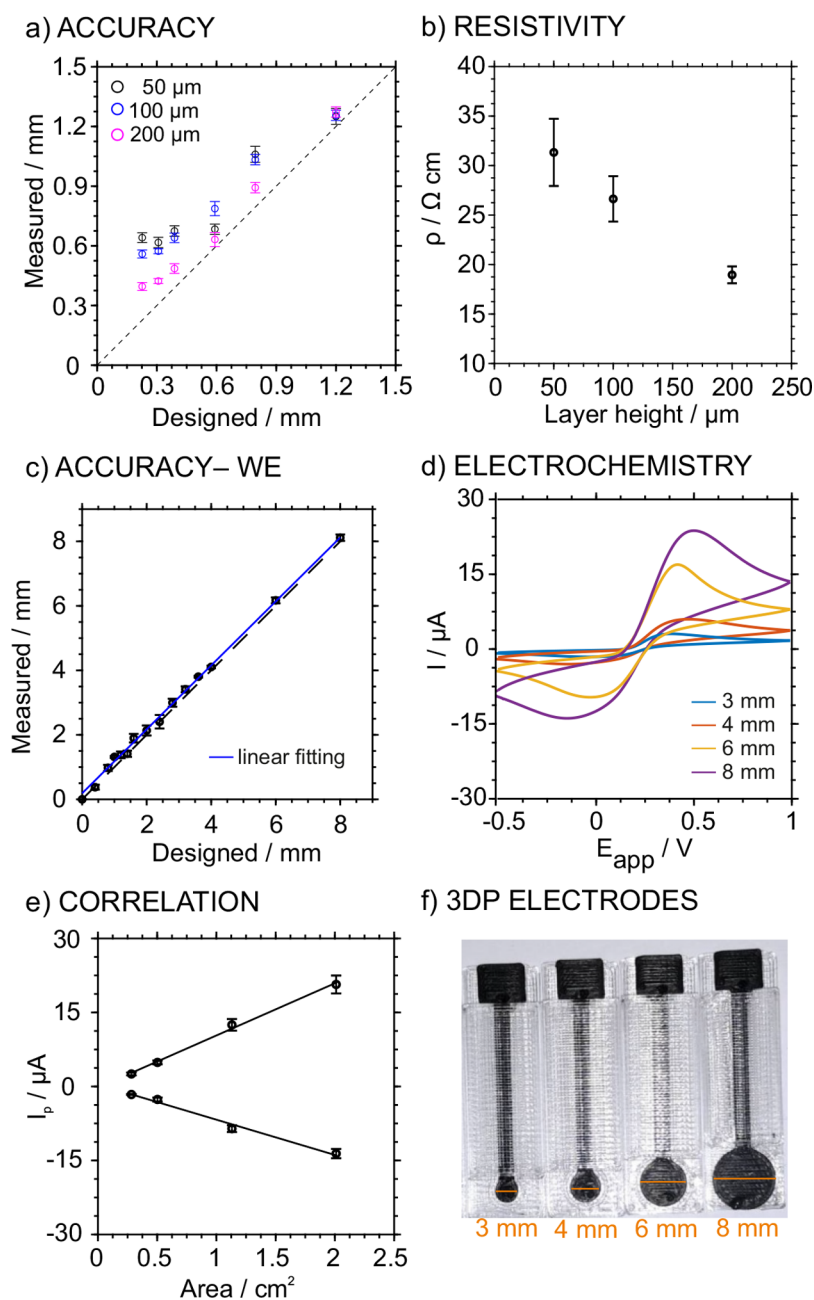 a) ACCURACY
1.5
1.2
0.9
0.6
0.3
0
Measured / mm
50 µm
100 µm
200 µm
0 0.3 0.6 0.9 1.2 1.5
Designed / mm
b) RESISTIVITY
40
35
30
25
20
15
10
ρ / Ω cm
0 50 100 150 200 250
Layer height / µm
c) ACCURACY– WE
8
6
4
2
0
Measured / mm
linear fitting
0 2 4 6 8
Designed / mm
d) ELECTROCHEMISTRY
30
15
0
-15
-30
I / µA
3 mm
4 mm
6 mm
8 mm
-0.5 0 0.5 1
Eapp / V
e) CORRELATION
30
15
0
-15
-30
Ip / µA
0 0.5 1 1.5 2 2.5
Area / cm²
f) 3DP ELECTRODES
3 mm 4 mm 6 mm 8 mm